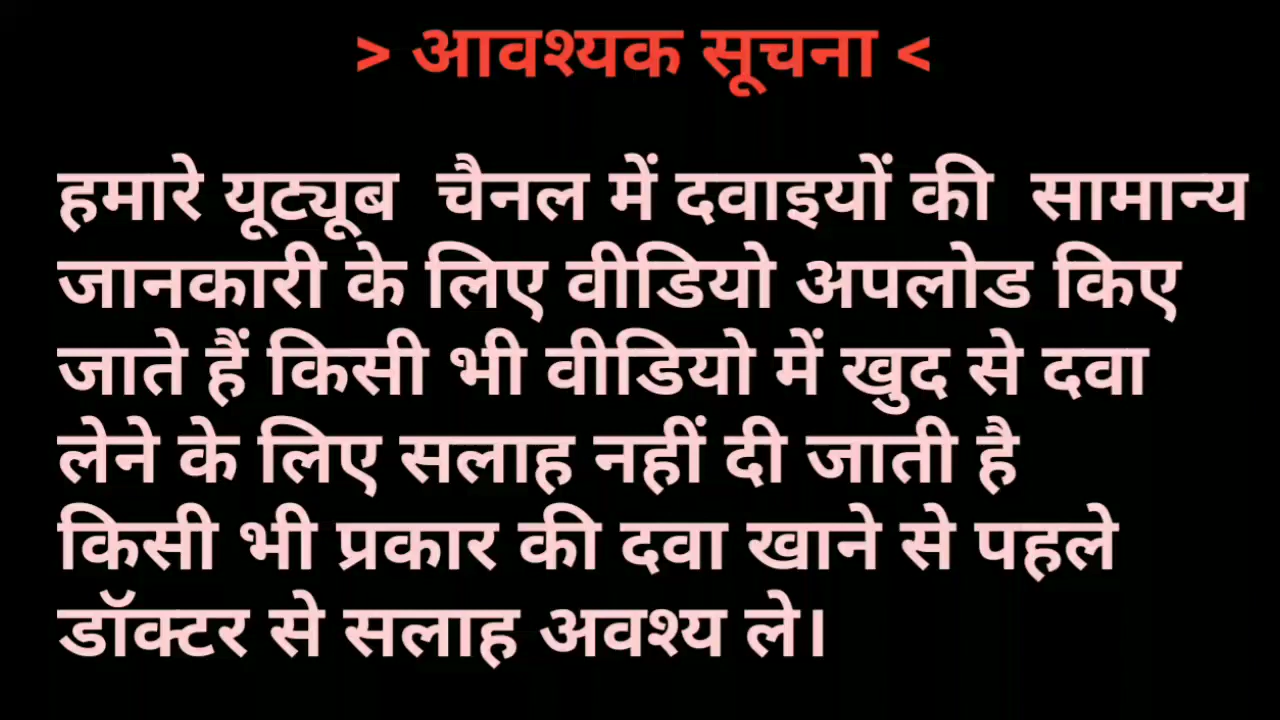 > आवश्यक सूचना <
हमारे यूट्यूब चैनल में दवाइयों की सामान्य
जानकारी के लिए वीडियो अपलोड किए
जाते हैं किसी भी वीडियो में खुद से दवा
लेने के लिए सलाह नहीं दी जाती है
किसी भी प्रकार की दवा खाने से पहले
डॉक्टर से सलाह अवश्य ले।